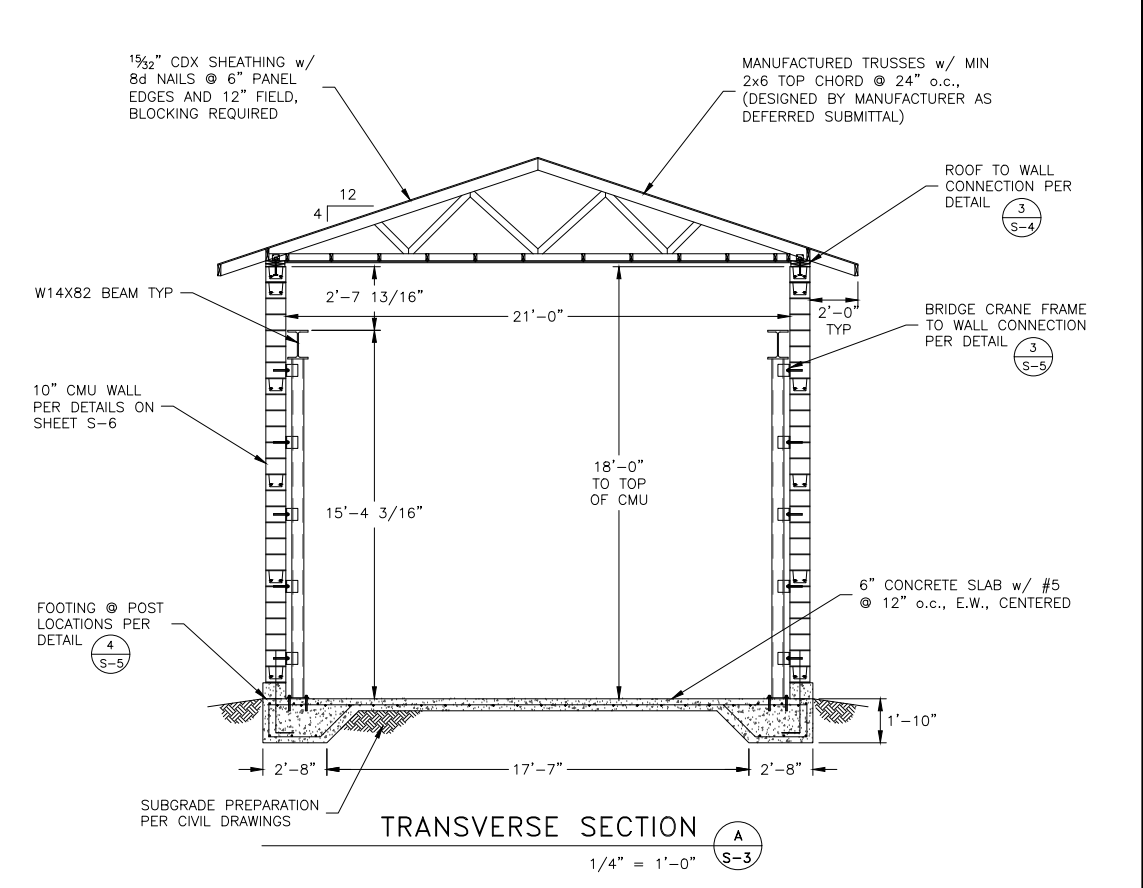 15/32" CDX SHEATHING w/
8d NAILS @ 6" PANEL
EDGES AND 12" FIELD,
BLOCKING REQUIRED
MANUFACTURED TRUSSES w/ MIN
2x6 TOP CHORD @ 24" o.c.,
(DESIGNED BY MANUFACTURER AS
DEFERRED SUBMITTAL)
ROOF TO WALL
CONNECTION PER
DETAIL
3
S-4
12
4
W14X82 BEAM TYP
2'-7 13/16"
21'-0"
2'-0"
TYP
BRIDGE CRANE FRAME
TO WALL CONNECTION
PER DETAIL
3
S-5
10" CMU WALL
PER DETAILS ON
SHEET S-6
18'-0"
TO TOP
OF CMU
15'-4 3/16"
6" CONCRETE SLAB w/ #5
@ 12" o.c., E.W., CENTERED
FOOTING @ POST
LOCATIONS PER
DETAIL
4
S-5
1'-10"
2'-8"
17'-7"
2'-8"
SUBGRADE PREPARATION
PER CIVIL DRAWINGS
TRANSVERSE SECTION
A
S-3
1/4" = 1'-0"